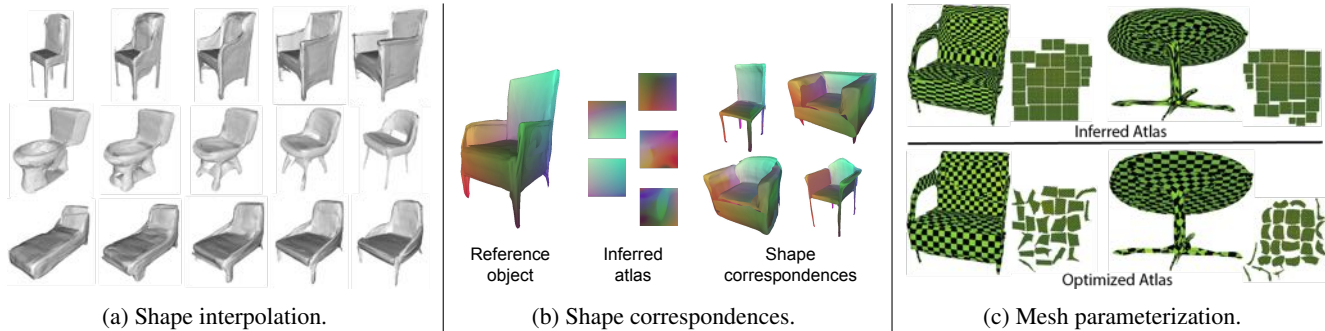 Reference
object
Inferred
atlas
Shape
correspondences
Inferred Atlas
Optimized Atlas
(a) Shape interpolation.
(b) Shape correspondences.
(c) Mesh parameterization.